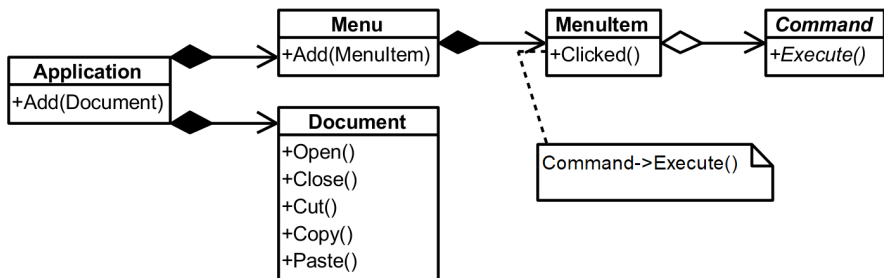 Application
+Add(Document)
Menu
+Add(MenuItem)
MenuItem
+Clicked()
Command
+Execute()
Document
+Open()
+Close()
+Cut()
+Copy()
+Paste()
Command->Execute()